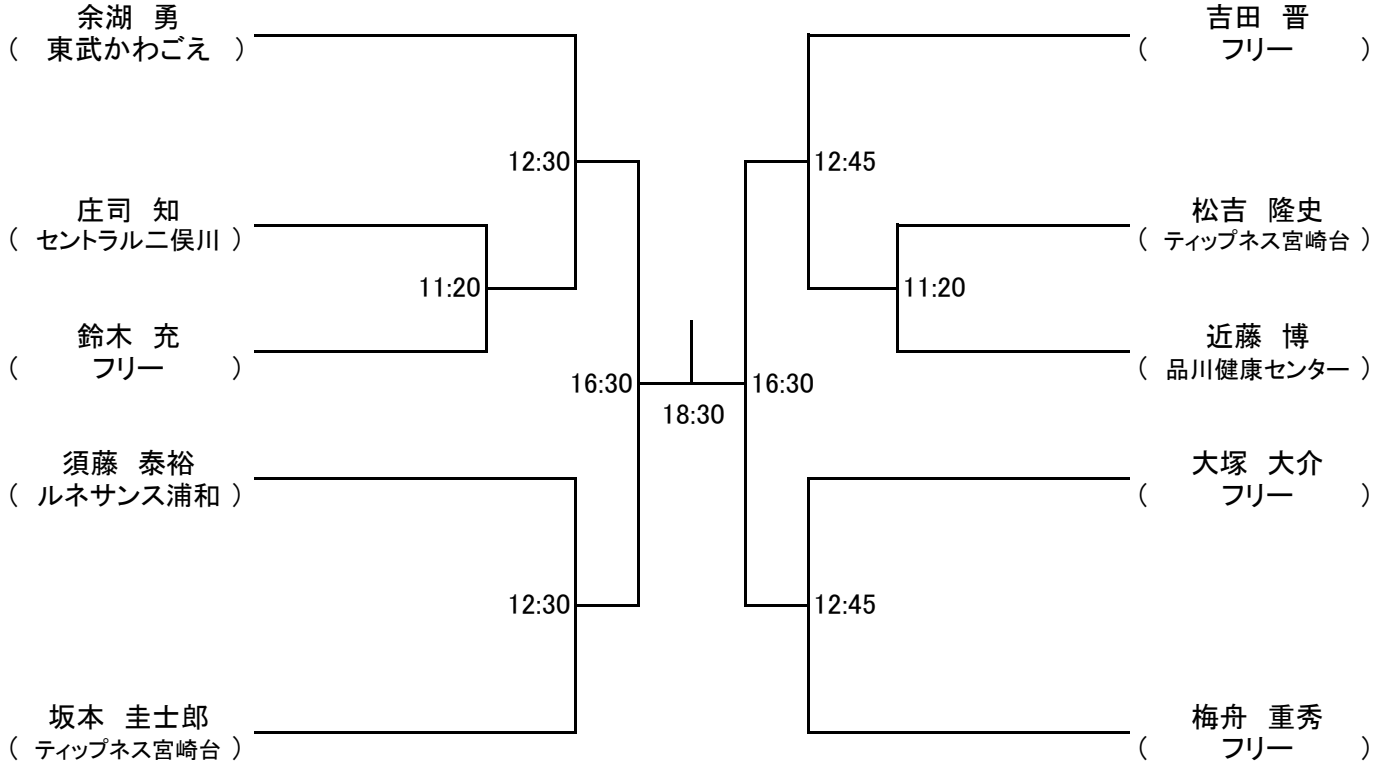 余湖　勇
（　東武かわごえ　）
12:30
庄司　知
（　セントラル二俣川　）
11:20
鈴木　充
（　フリー　）
16:30
須藤　泰裕
（　ルネサンス浦和　）
12:30
坂本　圭士郎
（　ティップネス宮崎台　）
18:30
吉田　晋
（　フリー　）
12:45
松吉　隆史
（　ティップネス宮崎台　）
11:20
近藤　博
（　品川健康センター　）
16:30
大塚　大介
（　フリー　）
12:45
梅舟　重秀
（　フリー　）